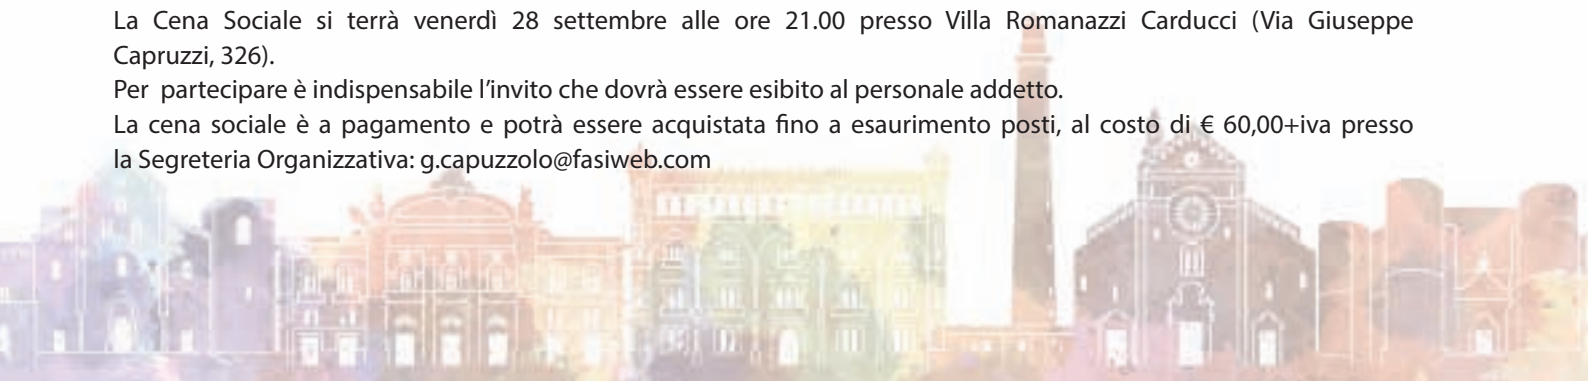 La Cena Sociale si terrà venerdì 28 settembre alle ore 21.00 presso Villa Romanazzi Carducci (Via Giuseppe
Capruzzi, 326).
Per partecipare è indispensabile l’invito che dovrà essere esibito al personale addetto.
La cena sociale è a pagamento e potrà essere acquistata fino a esaurimento posti, al costo di € 60,00+iva presso
la Segreteria Organizzativa: g.capuzzolo@fasiweb.com